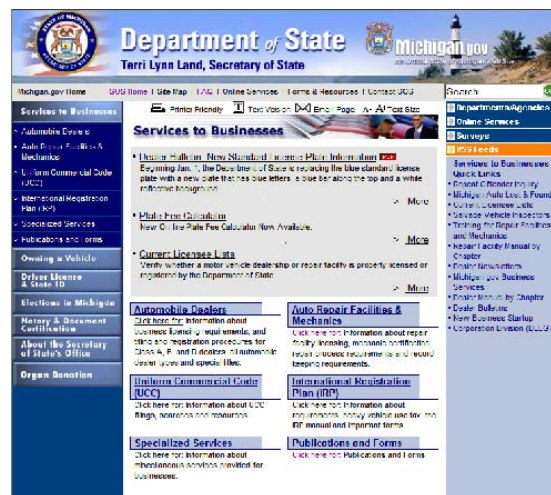 Department of State
Terri Lynn Land, Secretary of State
Michigan.gov
Michigan.gov Home
SOS Home | Site Map | FAQ | Online Services | Forms & Resources | Contact SOS
Search
Printer Friendly Text Version Email Page A- A+ Text Size
Services to Businesses
• Automobile Dealers
• Auto Repair Facilities &
Mechanics
• Uniform Commercial Code
(UCC)
• International Registration
Plan (IRP)
• Specialized Services
• Publications and Forms
Owning a Vehicle
Driver License
& State ID
Elections in Michigan
Notary & Document
Certification
About the Secretary
of State's Office
Organ Donation
Services to Businesses
• Dealer Bulletin: New Standard License Plate Information
Beginning Jan. 1, the Department of State is replacing the blue standard license
plate with a new plate that has blue letters, a blue bar along the top and a white
reflective background.
> More
• Plate Fee Calculator
New On-line Plate Fee Calculator Now Available.
> More
• Current Licensee Lists
Verify whether a motor vehicle dealership or repair facility is properly licensed or
registered by the Department of State
> More
Automobile Dealers
Click here for: Information about
business licensing requirements, and
titling and registration procedures for
Class A, B, and D dealers, all automobile
dealer types and special titles.
Auto Repair Facilities &
Mechanics
Click here for: Information about repair
facility licensing, mechanic certification,
repair process requirements and record
keeping requirements.
Uniform Commercial Code
(UCC)
Click here for: Information about UCC
filings, searches and resources.
International Registration
Plan (IRP)
Click here for: Information about
requirements, heavy vehicle use tax, the
IRP manual and important forms.
Specialized Services
Click here for: Information about
miscellaneous services provided for
businesses.
Publications and Forms
Click here for: Publications and Forms
Departments/Agencies
Online Services
Surveys
RSS Feeds
Services to Businesses
Quick Links
• Repeat Offender Inquiry
• Michigan Auto Lost & Found
• Current Licensee Lists
• Salvage Vehicle Inspectors
• Training for Repair Facilities
and Mechanics
• Repair Facility Manual by
Chapter
• Dealer Newsletters
• Michigan.gov Business
Services
• Dealer Manual by Chapter
• Dealer Bulletins
• New Business Startup
• Corporation Division (DLEG)